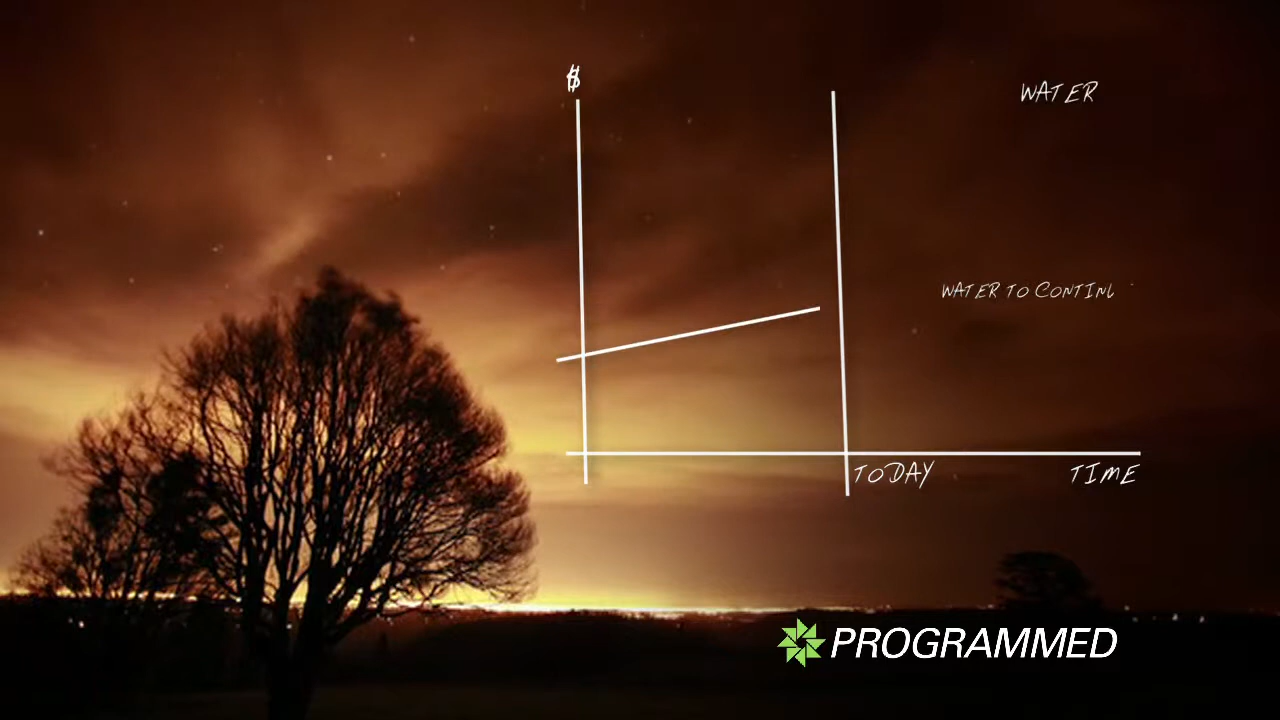 $
WATER
WATER TO CONTINU
TODAY
TIME
PROGRAMMED